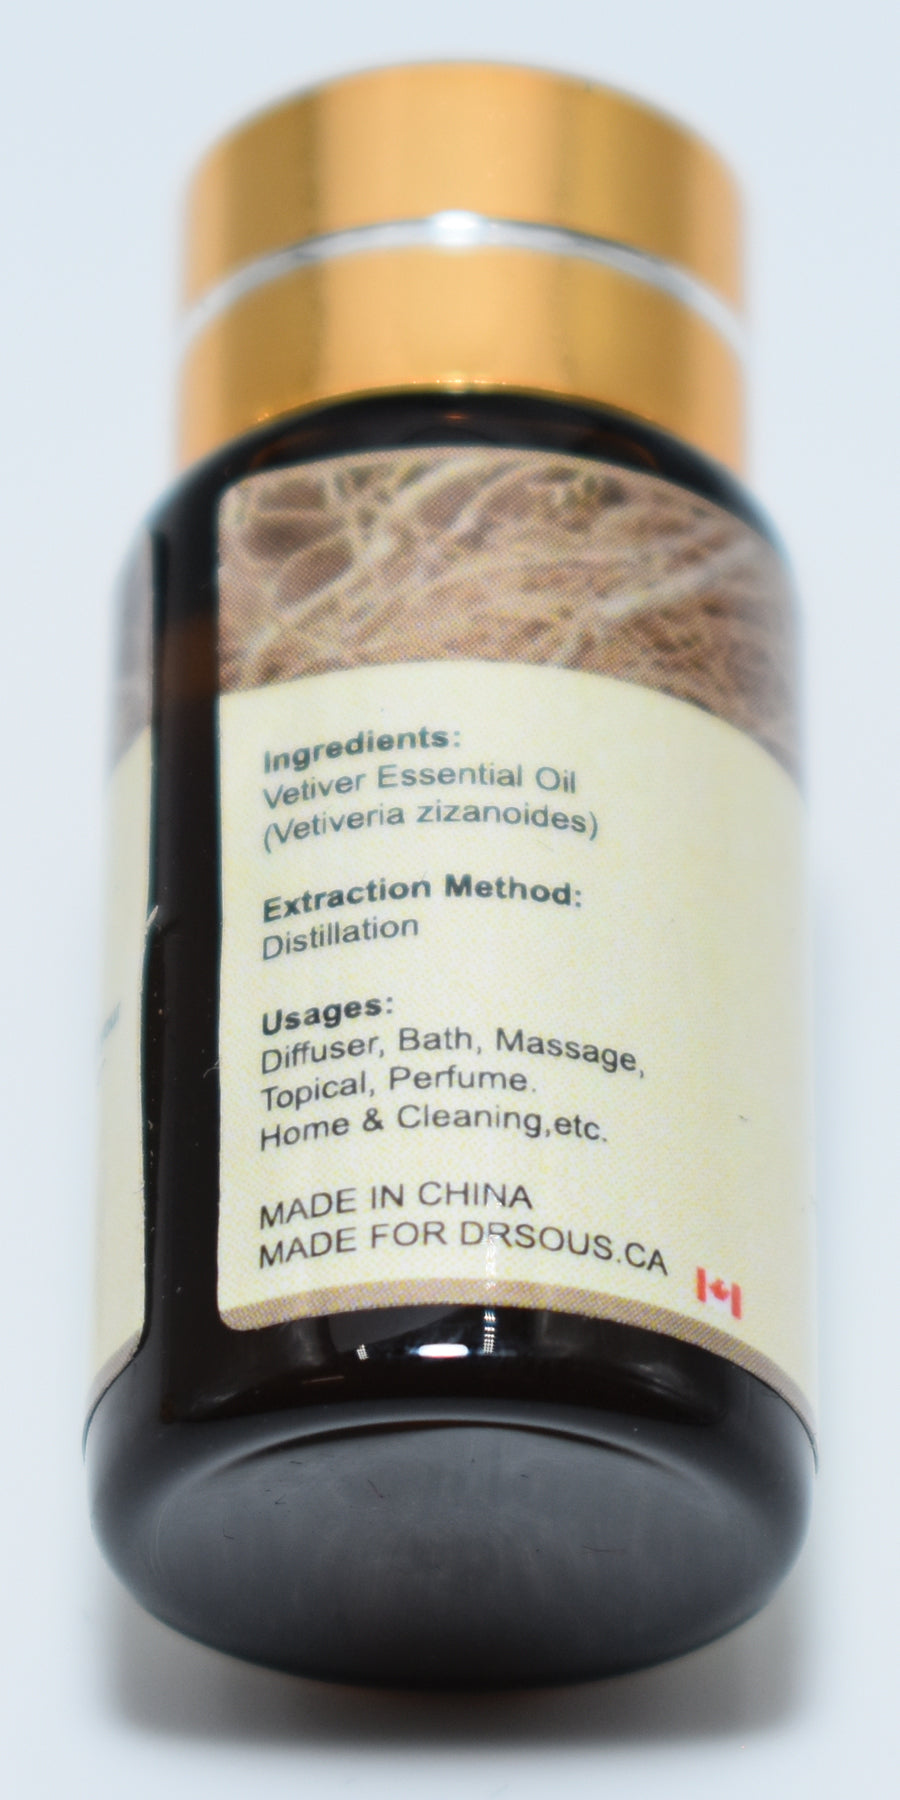 Ingredients:
Vetiver Essential Oil
(Vetiveria zizanoides)
Extraction Method:
Distillation
Usages:
Diffuser, Bath, Massage,
Topical, Perfume.
Home & Cleaning,etc.
MADE IN CHINA
MADE FOR DRSOUS.CA